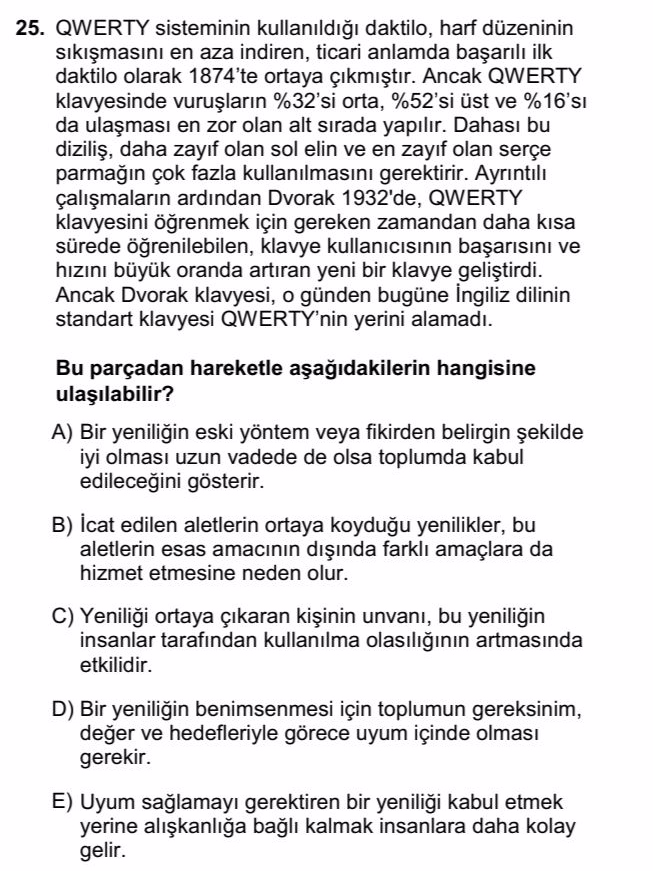 25. QWERTY sisteminin kullanıldığı daktilo, harf düzeninin
sıkışmasını en aza indiren, ticari anlamda başarılı ilk
daktilo olarak 1874'te ortaya çıkmıştır. Ancak QWERTY
klavyesinde vuruşların %32'si orta, %52'si üst ve %16'sı
da ulaşması en zor olan alt sırada yapılır. Dahası bu
diziliş, daha zayıf olan sol elin ve en zayıf olan serçe
parmağın çok fazla kullanılmasını gerektirir. Ayrıntılı
çalışmaların ardından Dvorak 1932'de, QWERTY
klavyesini öğrenmek için gereken zamandan daha kısa
sürede öğrenilebilen, klavye kullanıcısının başarısını ve
hızını büyük oranda artıran yeni bir klavye geliştirdi.
Ancak Dvorak klavyesi, o günden bugüne İngiliz dilinin
standart klavyesi QWERTY'nin yerini alamadı.
Bu parçadan hareketle aşağıdakilerin hangisine
ulaşılabilir?
A) Bir yeniliğin eski yöntem veya fikirden belirgin şekilde
iyi olması uzun vadede de olsa toplumda kabul
edileceğini gösterir.
B) İcat edilen aletlerin ortaya koyduğu yenilikler, bu
aletlerin esas amacının dışında farklı amaçlara da
hizmet etmesine neden olur.
C) Yeniliği ortaya çıkaran kişinin unvanı, bu yeniliğin
insanlar tarafından kullanılma olasılığının artmasında
etkilidir.
D) Bir yeniliğin benimsenmesi için toplumun gereksinim,
değer ve hedefleriyle görece uyum içinde olması
gerekir.
E) Uyum sağlamayı gerektiren bir yeniliği kabul etmek
yerine alışkanlığa bağlı kalmak insanlara daha kolay
gelir.